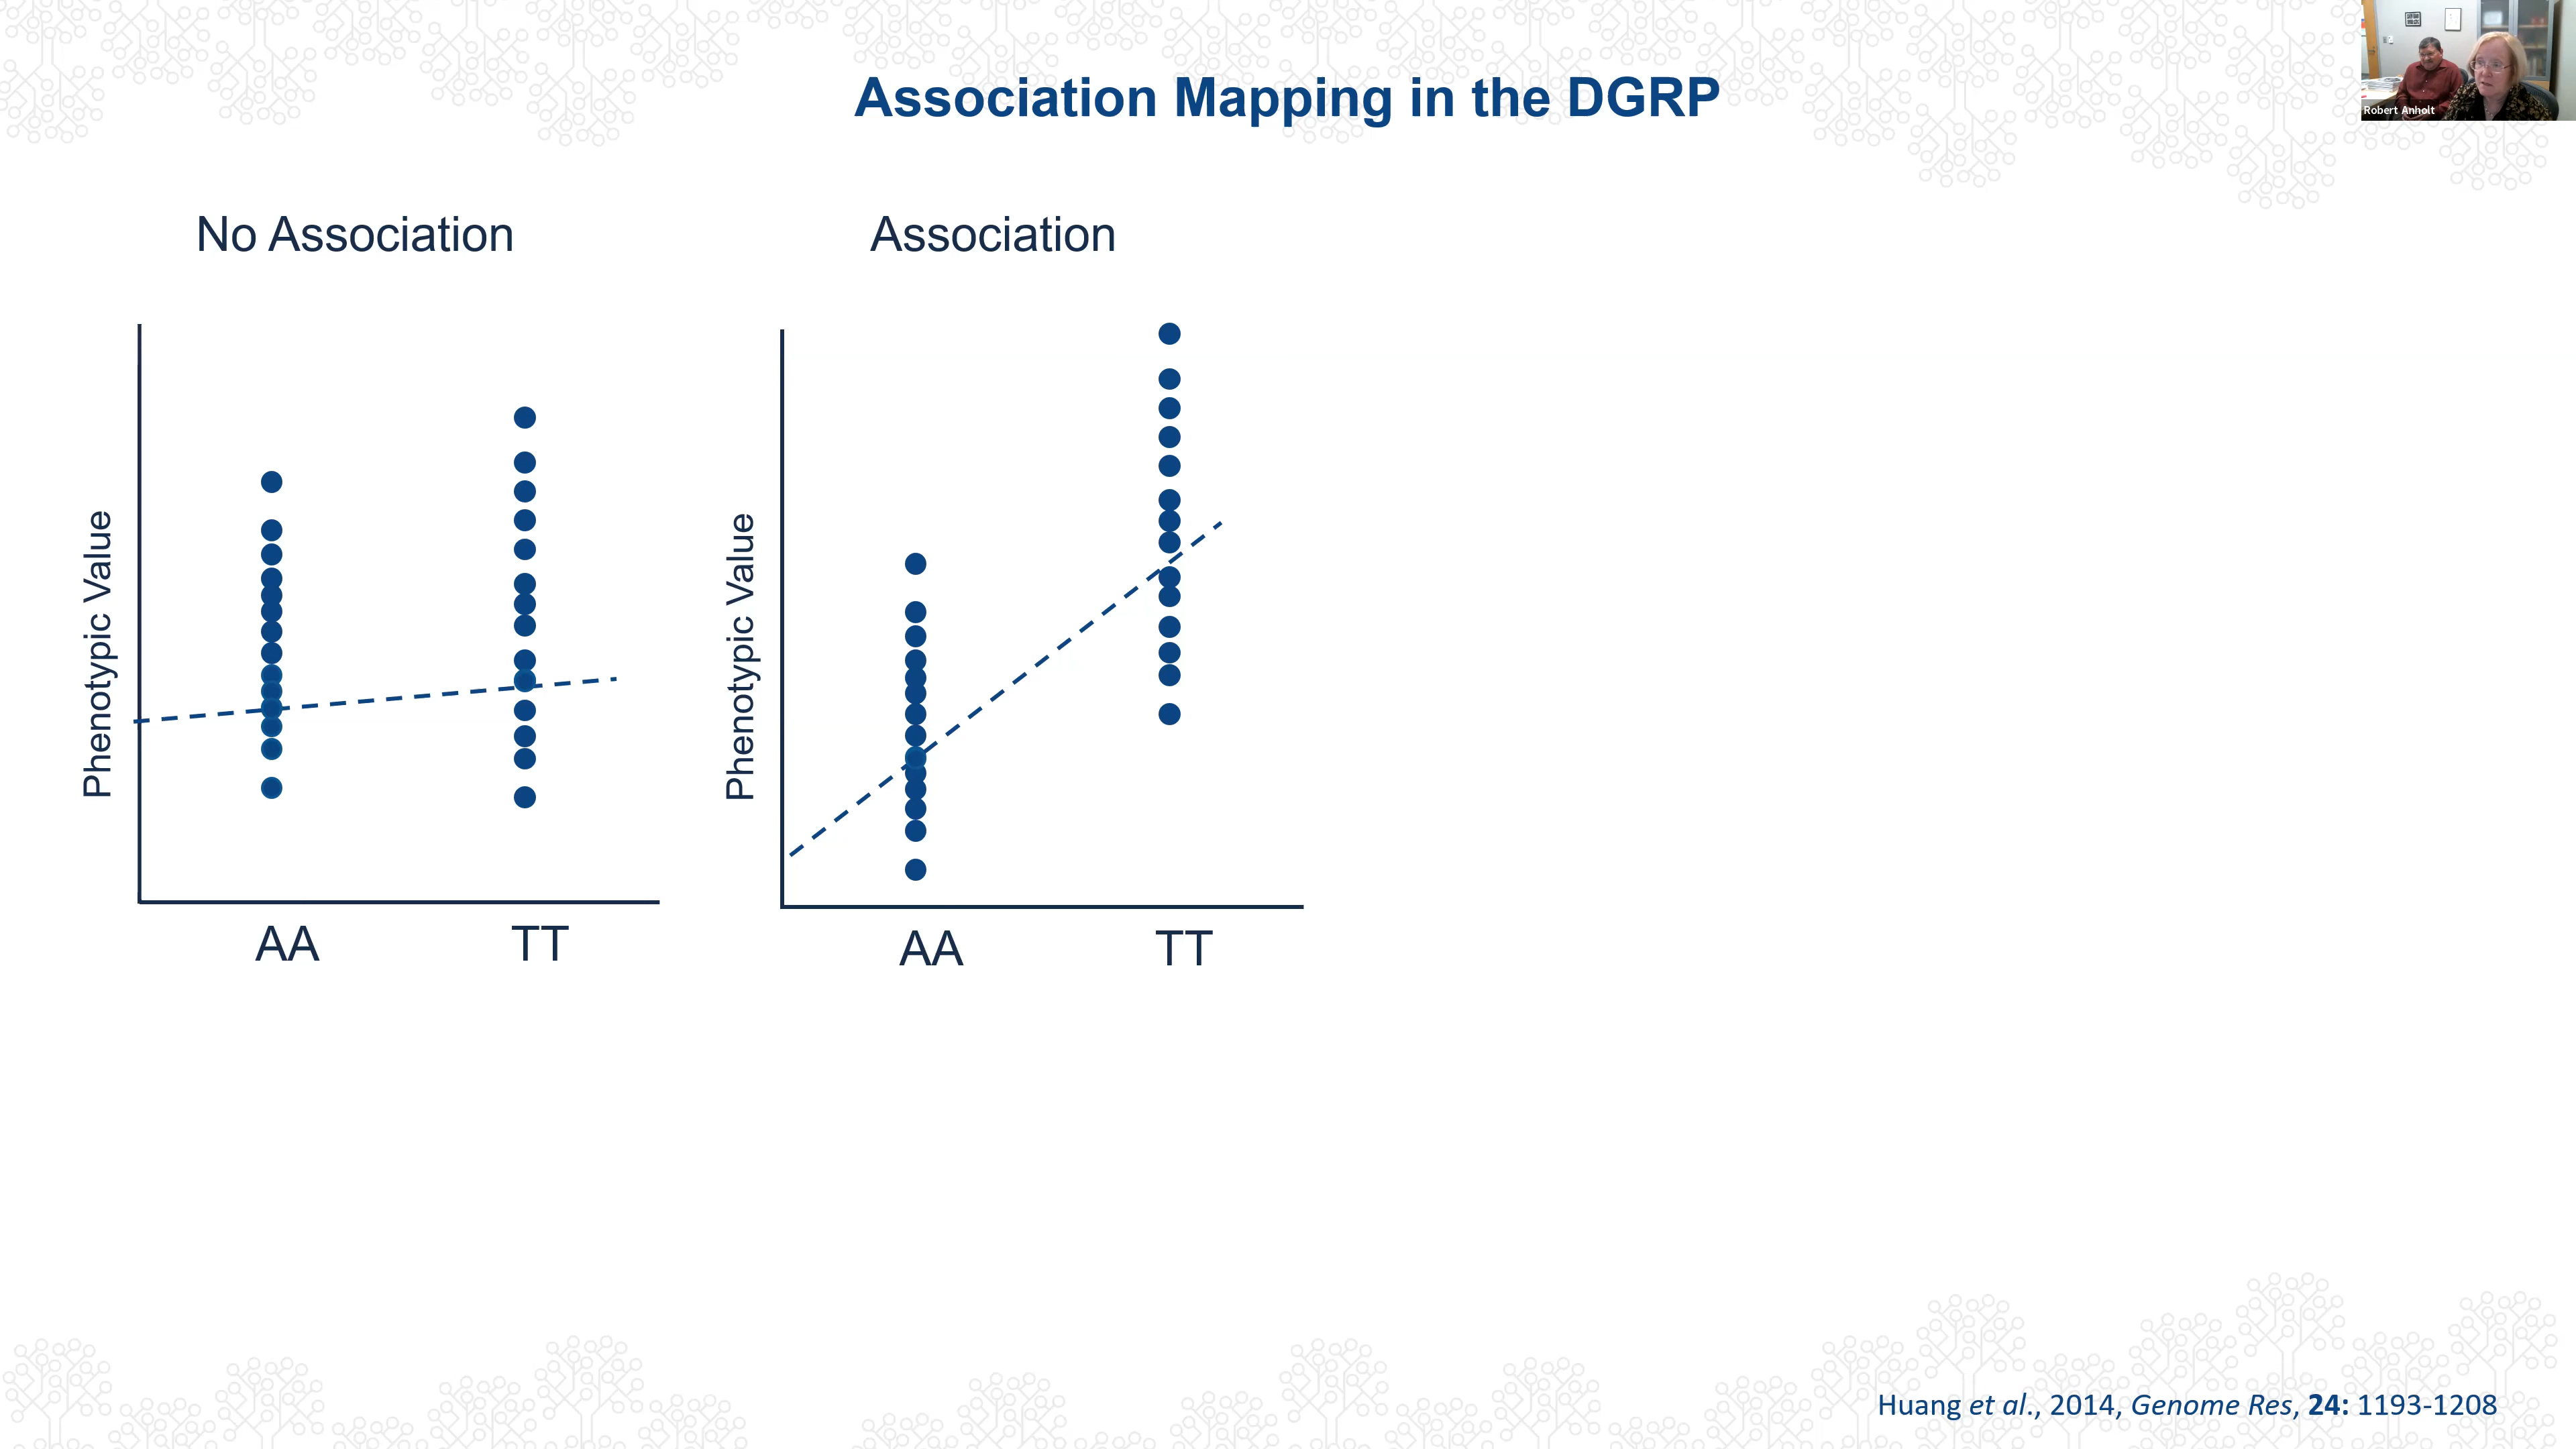 Association Mapping in the DGRP
Robert Anholt
No Association
Association
Phenotypic Value
AA
TT
Phenotypic Value
AA
TT
Huang et al., 2014, Genome Res, 24: 1193-1208